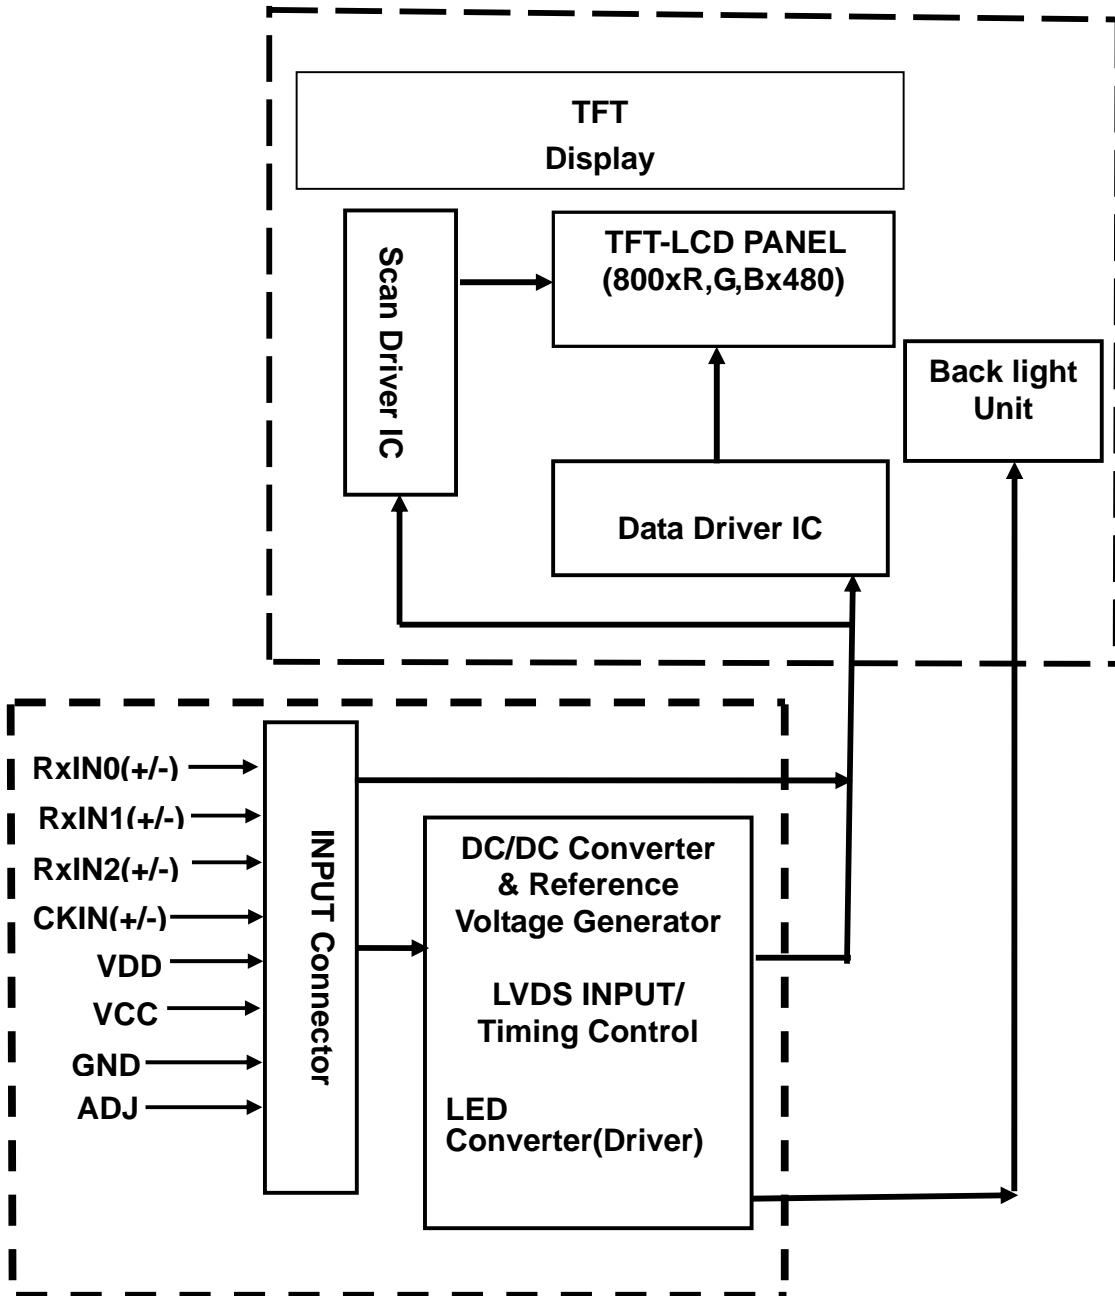 TFT
Display
Scan Driver IC
TFT-LCD PANEL
(800xR,G,Bx480)
Back light
Unit
Data Driver IC
RxIN0(+/-)
RxIN1(+/-)
RxIN2(+/-)
CKIN(+/-)
VDD
VCC
GND
ADJ
INPUT Connector
DC/DC Converter
& Reference
Voltage Generator
LVDS INPUT/
Timing Control
LED
Converter(Driver)